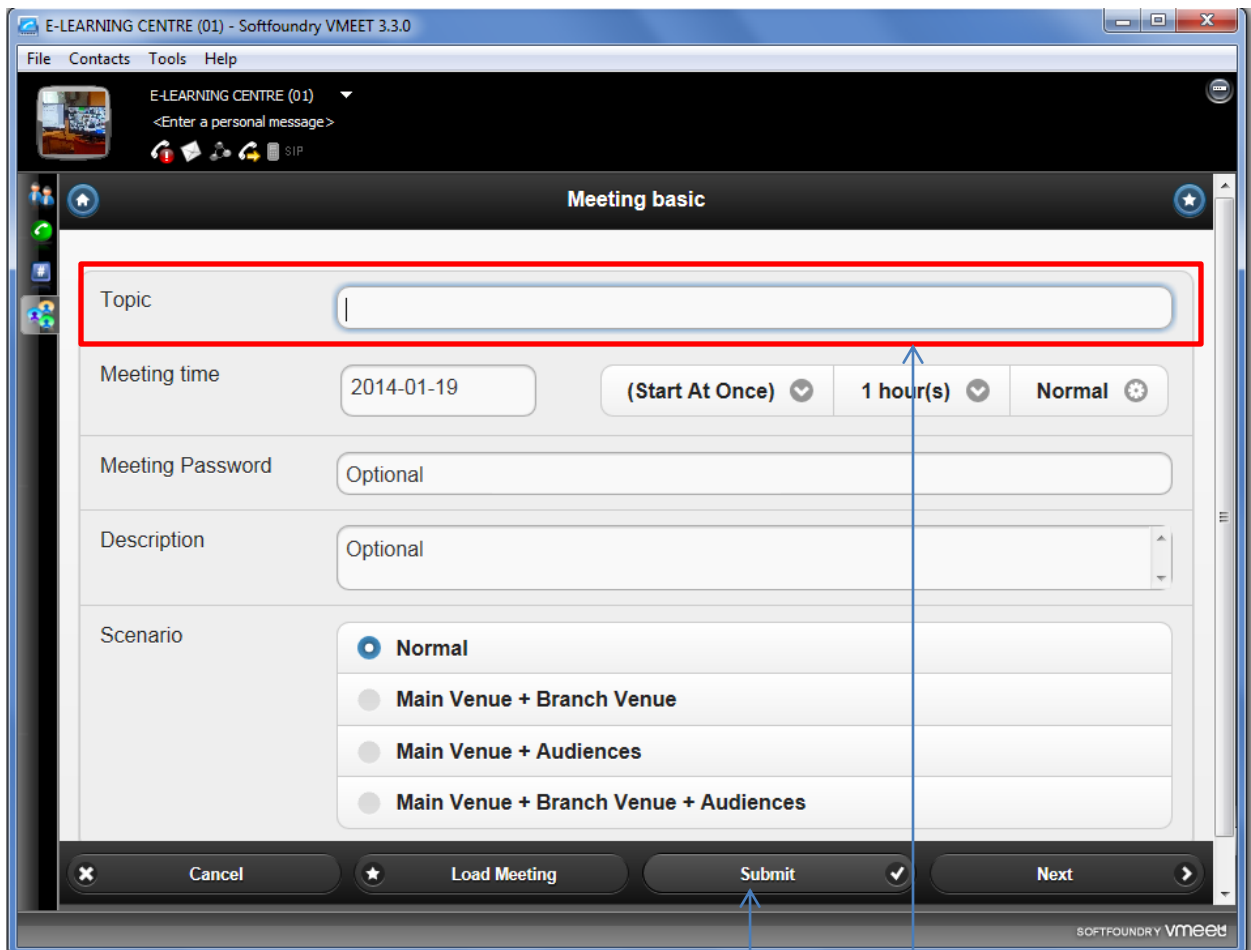 E-LEARNING CENTRE (01) - Softfoundry VMEET 3.3.0
File Contacts Tools Help
E-LEARNING CENTRE (01)
<Enter a personal message>
SIP
Meeting basic
Topic
Meeting time 2014-01-19 (Start At Once) 1 hour(s) Normal
Meeting Password Optional
Description Optional
Scenario Normal
Main Venue + Branch Venue
Main Venue + Audiences
Main Venue + Branch Venue + Audiences
Cancel Load Meeting Submit Next
SOFTFOUNDRY vmeet